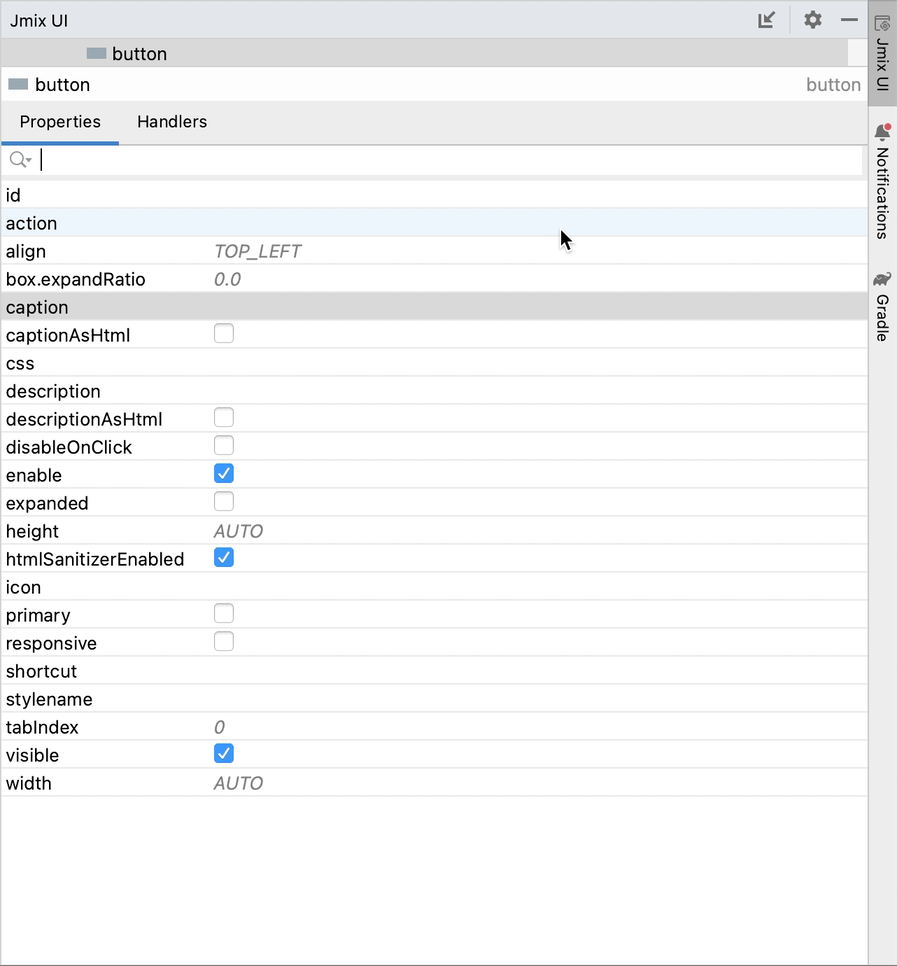 Jmix UI
button
button button
Properties Handlers
id
action
align TOP_LEFT
box.expandRatio 0.0
caption
captionAsHtml
css
description
descriptionAsHtml
disableOnClick
enable
expanded
height AUTO
htmlSanitizerEnabled
icon
primary
responsive
shortcut
stylename
tabIndex 0
visible
width AUTO
Jmix UI
Notifications
Gradle